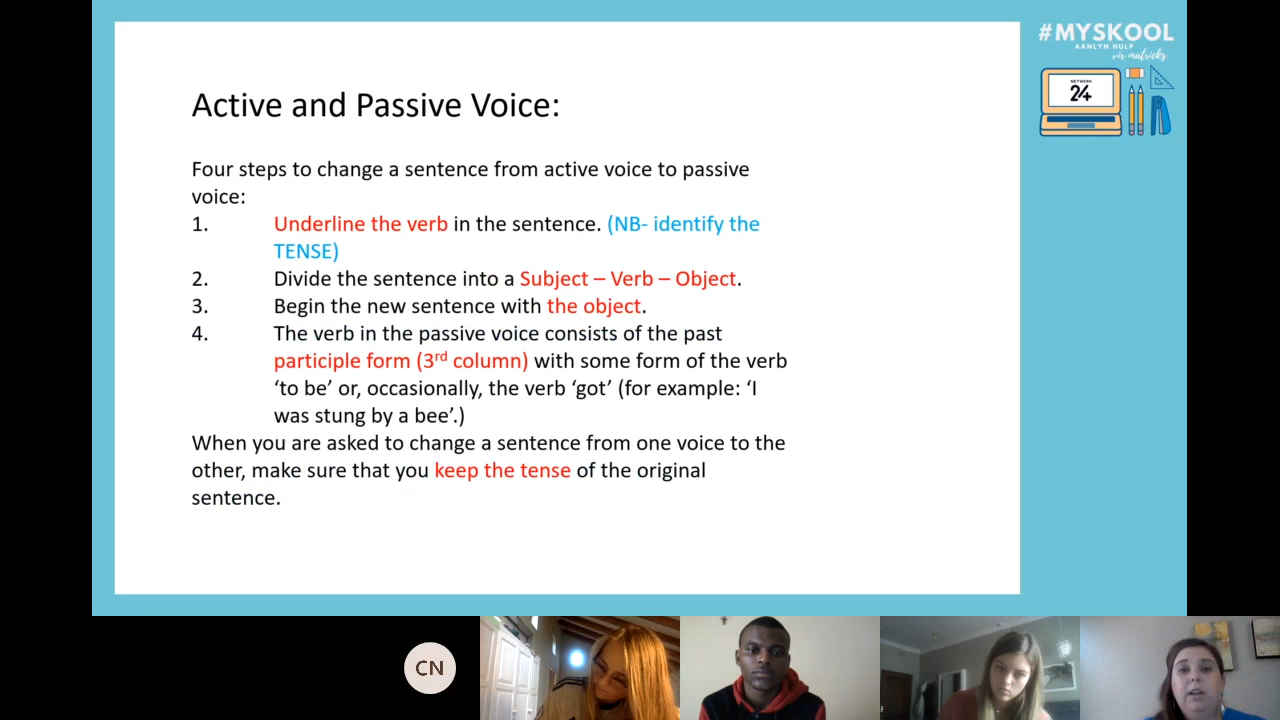 #MYSKOOL
AANLYN HULP
vir matrieks
NETWERK
24
Active and Passive Voice:
Four steps to change a sentence from active voice to passive
voice:
1. Underline the verb in the sentence. (NB- identify the
TENSE)
2. Divide the sentence into a Subject – Verb – Object.
3. Begin the new sentence with the object.
4. The verb in the passive voice consists of the past
participle form (3rd column) with some form of the verb
‘to be’ or, occasionally, the verb ‘got’ (for example: ‘I
was stung by a bee’.)
When you are asked to change a sentence from one voice to the
other, make sure that you keep the tense of the original
sentence.
CN